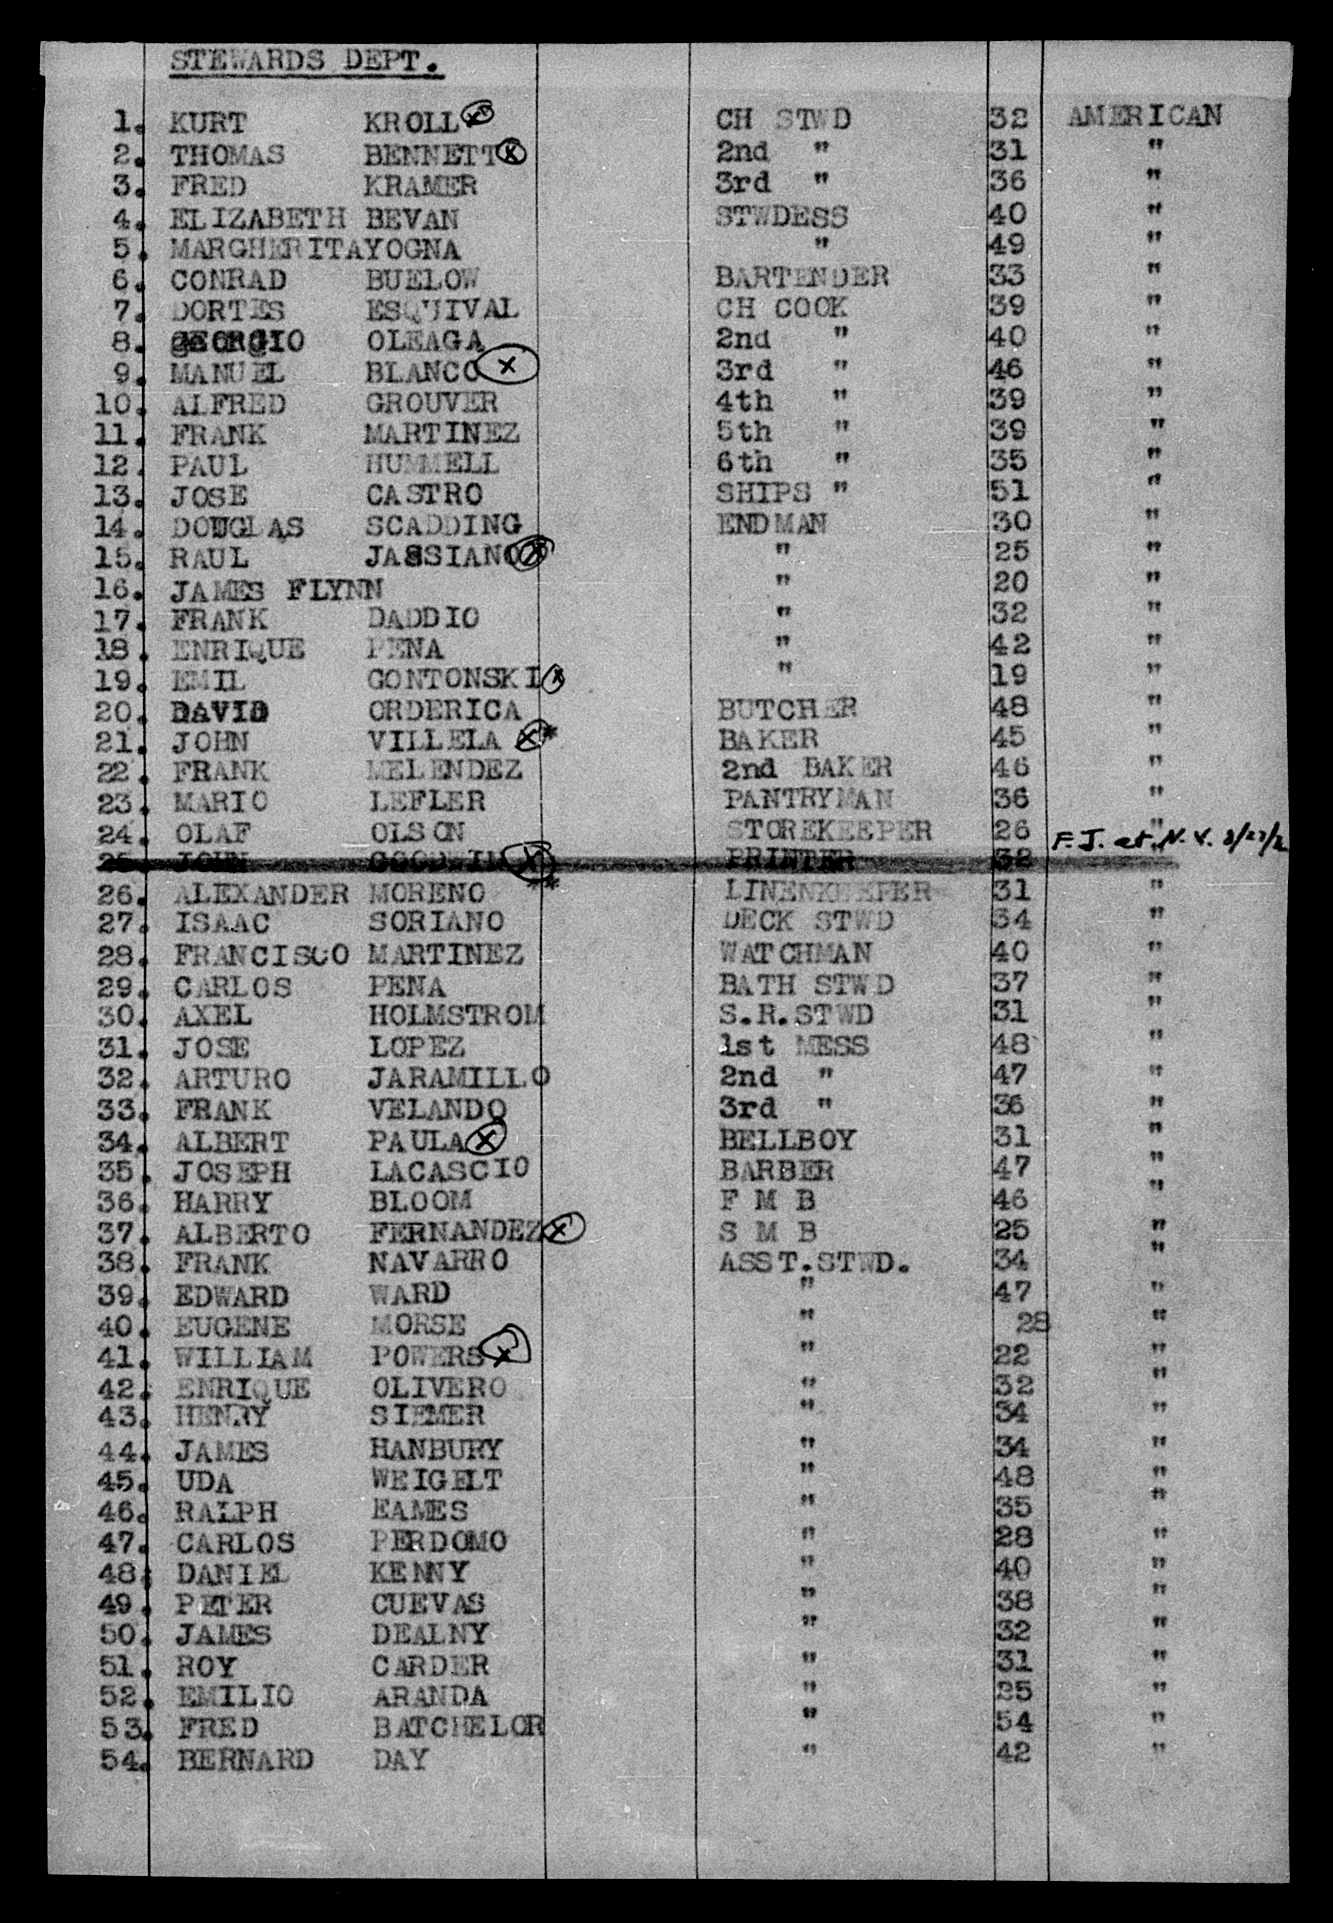 STEWARDS DEPT.
1. KURT KROLL CH STWD 32 AMERICAN
2. THOMAS BENNETT 2nd " 31 "
3. FRED KRAMER 3rd " 36 "
4. ELIZABETH BEVAN STWDESS 40 "
5. MARGHERITAYOGNA " 49 "
6. CONRAD BUELOW BARTENDER 33 "
7. DORTES ESQUIVAL CH COOK 39 "
8. GEORGIO OLEAGA 2nd " 40 "
9. MANUEL BLANCO 3rd " 46 "
10. ALFRED GROUVER 4th " 39 "
11. FRANK MARTINEZ 5th " 39 "
12. PAUL HUMMELL 6th " 35 "
13. JOSE CASTRO SHIPS " 51 "
14. DOUGLAS SCADDING ENDMAN 30 "
15. RAUL JASSIANO " 25 "
16. JAMES FLYNN " 20 "
17. FRANK DADDIO " 32 "
18. ENRIQUE PENA " 42 "
19. EMIL GONTONSKI " 19 "
20. DAVID ORDERICA BUTCHER 48 "
21. JOHN VILLELA * BAKER 45 "
22. FRANK MELENDEZ 2nd BAKER 46 "
23. MARIO LEFLER PANTRYMAN 36 "
24. OLAF OLSON STOREKEEPER 26 "
25. JOHN PRINTER 32 F.J. at N.Y.
26. ALEXANDER MORENO ** LINENKEEPER 31 "
27. ISAAC SORIANO DECK STWD 34 "
28. FRANCISCO MARTINEZ WATCHMAN 40 "
29. CARLOS PENA BATH STWD 37 "
30. AXEL HOLMSTROM S.R.STWD 31 "
31. JOSE LOPEZ 1st MESS 48 "
32. ARTURO JARAMILLO 2nd " 47 "
33. FRANK VELANDO 3rd " 36 "
34. ALBERT PAULA BELLBOY 31 "
35. JOSEPH LACASCIO BARBER 47 "
36. HARRY BLOOM F M B 46 "
37. ALBERTO FERNANDEZ S M B 25 "
38. FRANK NAVARRO ASST.STWD. 34 "
39. EDWARD WARD " 47 "
40. EUGENE MORSE " 28 "
41. WILLIAM POWERS " 22 "
42. ENRIQUE OLIVERO " 32 "
43. HENRY SIEMER " 34 "
44. JAMES HANBURY " 34 "
45. UDA WEIGELT " 48 "
46. RALPH EAMES " 35 "
47. CARLOS PERDOMO " 28 "
48. DANIEL KENNY " 40 "
49. PETER CUEVAS " 38 "
50. JAMES DEALNY " 32 "
51. ROY CARDER " 31 "
52. EMILIO ARANDA " 25 "
53. FRED BATCHELOR " 54 "
54. BERNARD DAY " 42 "